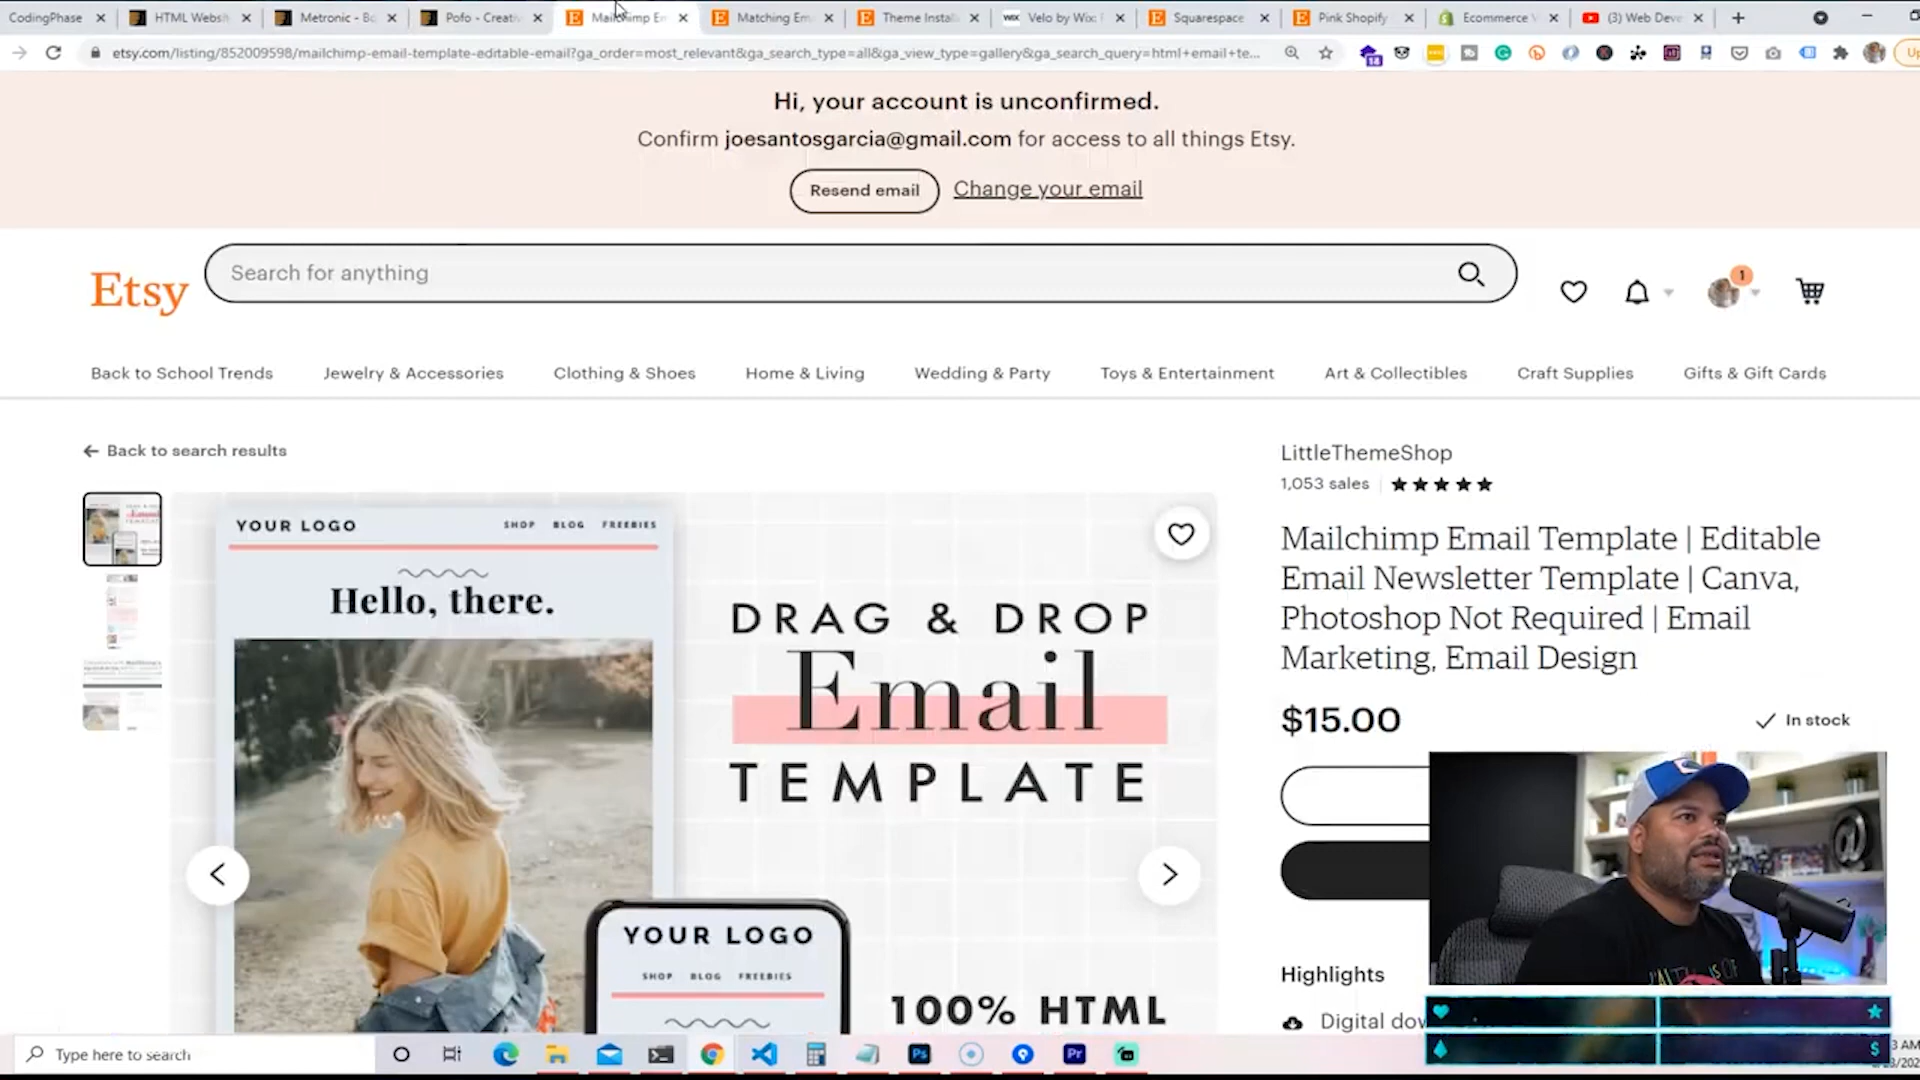 CodingPhase
HTML Websi
Metronic - Bo
Pofo - Creativ
Mailchimp Em
Matching Em
Theme Install
Velo by Wix:
Squarespace
Pink Shopify
Ecommerce
(3) Web Deve
etsy.com/listing/852009598/mailchimp-email-template-editable-email?ga_order=most_relevant&ga_search_type=all&ga_view_type=gallery&ga_search_query=html+email+te...
Hi, your account is unconfirmed.
Confirm joesantosgarcia@gmail.com for access to all things Etsy.
Resend email
Change your email
Etsy
Search for anything
1
Back to School Trends
Jewelry & Accessories
Clothing & Shoes
Home & Living
Wedding & Party
Toys & Entertainment
Art & Collectibles
Craft Supplies
Gifts & Gift Cards
Back to search results
LittleThemeShop
1,053 sales
Mailchimp Email Template | Editable
Email Newsletter Template | Canva,
Photoshop Not Required | Email
Marketing, Email Design
$15.00
In stock
YOUR LOGO
SHOP BLOG FREEBIES
Hello, there.
DRAG & DROP
Email
TEMPLATE
YOUR LOGO
SHOP BLOG FREEBIES
100% HTML
Highlights
Digital dow
Type here to search
3 AM